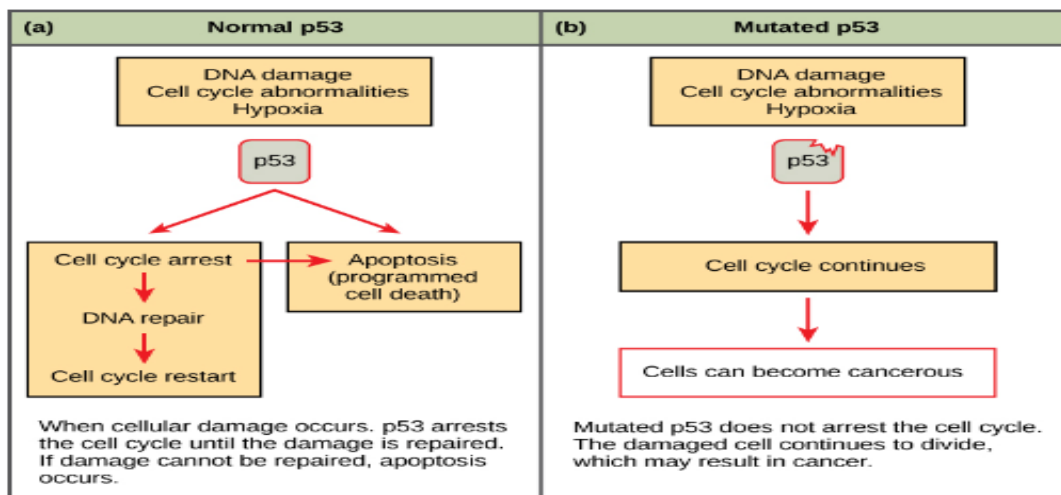 (a) Normal p53
DNA damage
Cell cycle abnormalities
Hypoxia
p53
Cell cycle arrest
DNA repair
Cell cycle restart
Apoptosis
(programmed
cell death)
When cellular damage occurs. p53 arrests
the cell cycle until the damage is repaired.
If damage cannot be repaired, apoptosis
occurs.
(b) Mutated p53
DNA damage
Cell cycle abnormalities
Hypoxia
p53
Cell cycle continues
Cells can become cancerous
Mutated p53 does not arrest the cell cycle.
The damaged cell continues to divide,
which may result in cancer.